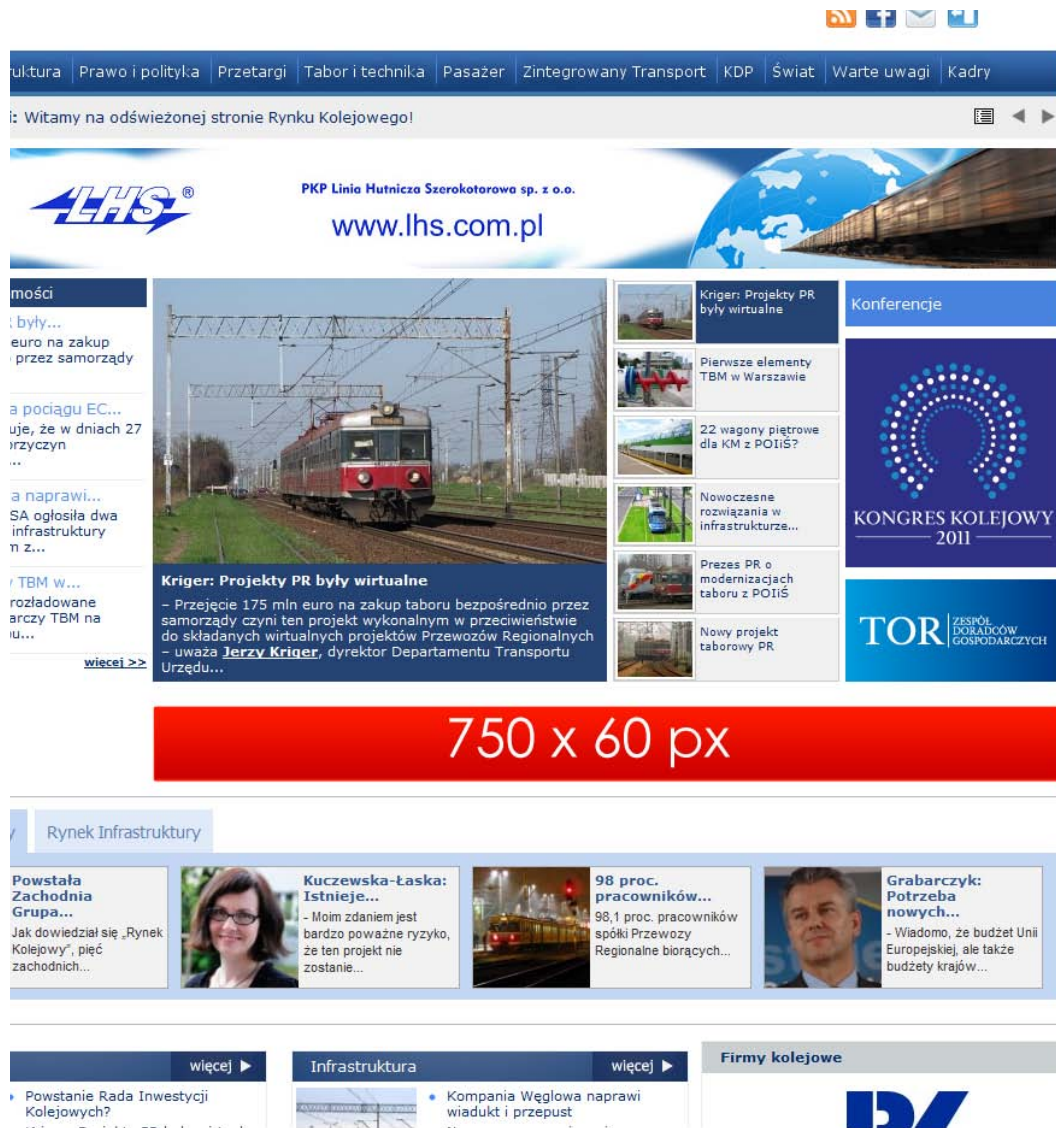 Prawo i polityka Przetargi Tabor i technika Pasażer Zintegrowany Transport KDP Świat Warte uwagi Kadry
Witamy na odświeżonej stronie Rynku Kolejowego!
LHS®
PKP Linia Hutnicza Szerokotorowa sp. z o.o.
www.lhs.com.pl
były...
euro na zakup
przez samorządy
a pociągu EC...
że w dniach 27
...
a naprawi...
SA ogłosiła dwa
infrastruktury
z...
TBM w...
rozładowane
TBM na
więcej >>
Kriger: Projekty PR były wirtualne
– Przejęcie 175 mln euro na zakup taboru bezpośrednio przez
samorządy czyni ten projekt wykonalnym w przeciwieństwie
do składanych wirtualnych projektów Przewozów Regionalnych
– uważa Jerzy Kriger, dyrektor Departamentu Transportu
Urzędu...
Kriger: Projekty PR
były wirtualne
Pierwsze elementy
TBM w Warszawie
22 wagony piętrowe
dla KM z POIiŚ?
Nowoczesne
rozwiązania w
infrastrukturze...
Prezes PR o
modernizacjach
taboru z POIiŚ
Nowy projekt
taborowy PR
Konferencje
KONGRES KOLEJOWY
2011
TOR
ZESPÓŁ
DORADCÓW
GOSPODARCZYCH
750 x 60 px
Rynek Infrastruktury
Powstała
Zachodnia
Grupa...
Jak dowiedział się „Rynek
Kolejowy”, pięć
zachodnich...
Kuczewska-Łaska:
Istnieje...
- Moim zdaniem jest
bardzo poważne ryzyko,
że ten projekt nie
zostanie...
98 proc.
pracowników...
98,1 proc. pracowników
spółki Przewozy
Regionalne biorących...
Grabarczyk:
Potrzeba
nowych...
- Wiadomo, że budżet Unii
Europejskiej, ale także
budżety krajów...
więcej
Powstanie Rada Inwestycji
Kolejowych?
Infrastruktura
więcej
Kompania Węglowa naprawi
wiadukt i przepust
Firmy kolejowe